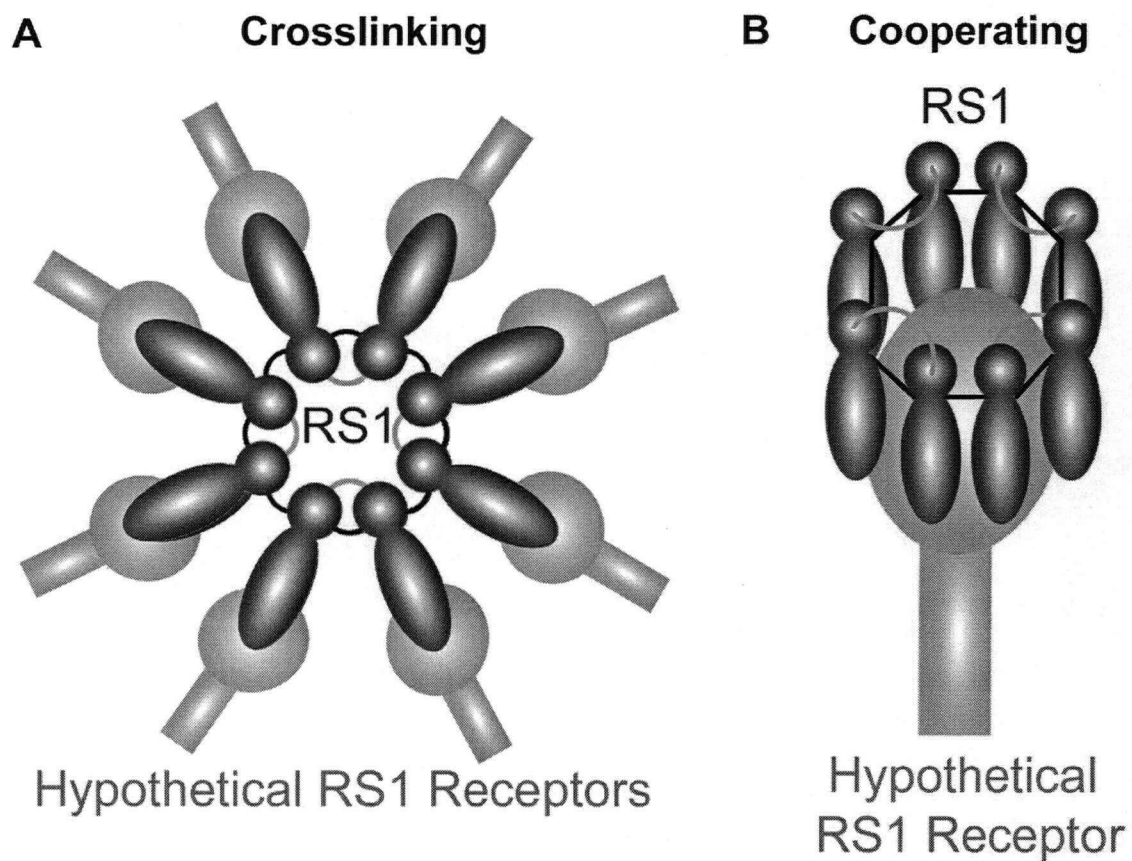 A Crosslinking
RS1
Hypothetical RS1 Receptors
B Cooperating
RS1
Hypothetical
RS1 Receptor